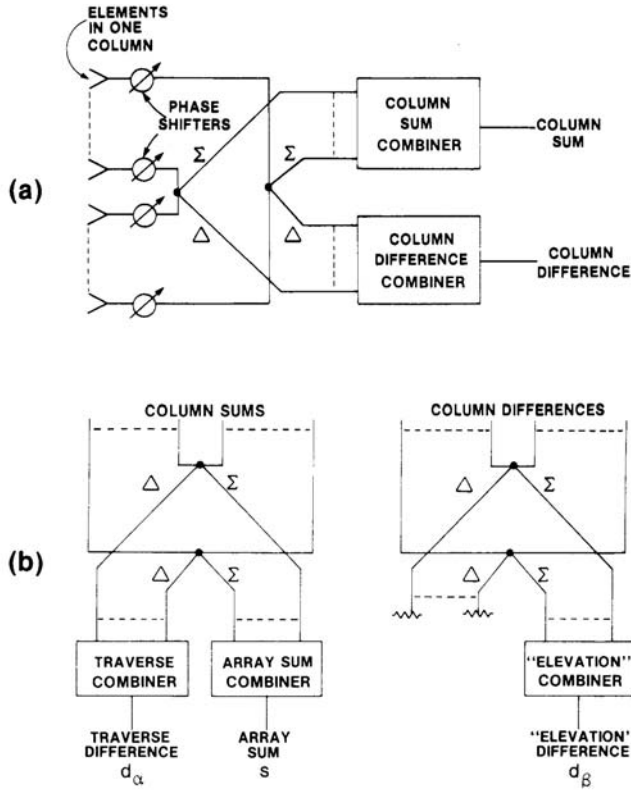 ELEMENTS
IN ONE
COLUMN
PHASE
SHIFTERS
Σ
Σ
COLUMN
SUM
COMBINER
COLUMN
SUM
(a)
Δ
Δ
COLUMN
DIFFERENCE
COMBINER
COLUMN
DIFFERENCE
COLUMN SUMS
COLUMN DIFFERENCES
Δ Σ
Δ Σ
(b)
Δ Σ
Δ Σ
TRAVERSE
COMBINER
ARRAY SUM
COMBINER
"ELEVATION"
COMBINER
TRAVERSE
DIFFERENCE
dα
ARRAY
SUM
s
"ELEVATION"
DIFFERENCE
dβ